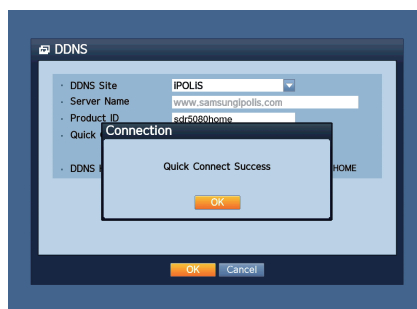 DDNS
DDNS Site IPOLIS
Server Name www.samsungipolis.com
Product ID sdr5080home
Quick
Connection
Quick Connect Success
DDNS HOME
OK
OK Cancel